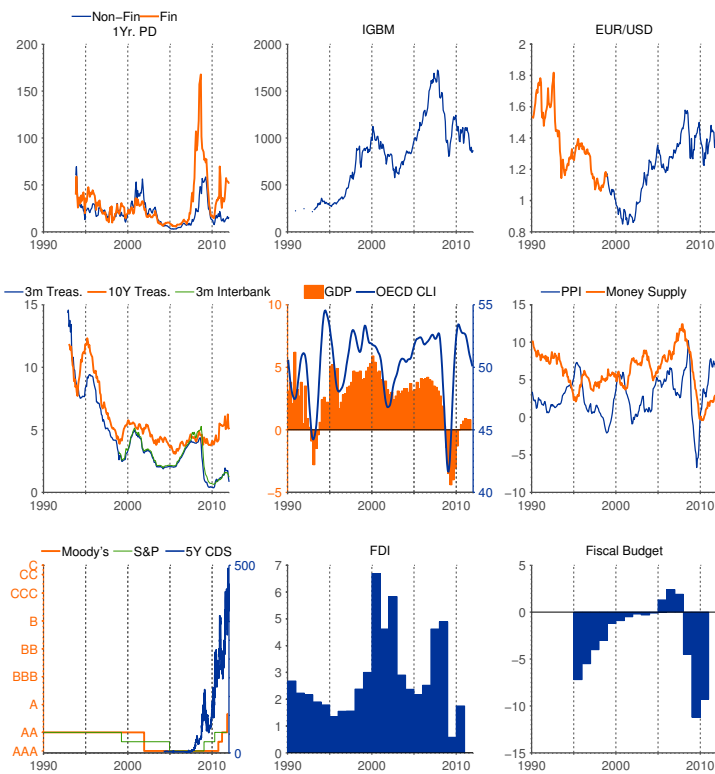 Non−Fin Fin
1Yr. PD
200
150
100
50
0
1990 2000 2010
IGBM
2000
1500
1000
500
0
1990 2000 2010
EUR/USD
2
1.8
1.6
1.4
1.2
1
0.8
1990 2000 2010
3m Treas. 10Y Treas. 3m Interbank
15
10
5
0
1990 2000 2010
GDP OECD CLI
10 55
5 50
0 45
−5 40
1990 2000 2010
PPI Money Supply
15
10
5
0
−5
−10
1990 2000 2010
Moody's S&P 5Y CDS
C 500
CC
CCC
B
BB
BBB
A
AA
AAA 0
1990 2000 2010
FDI
7
6
5
4
3
2
1
0
1990 2000 2010
Fiscal Budget
5
0
−5
−10
−15
1990 2000 2010